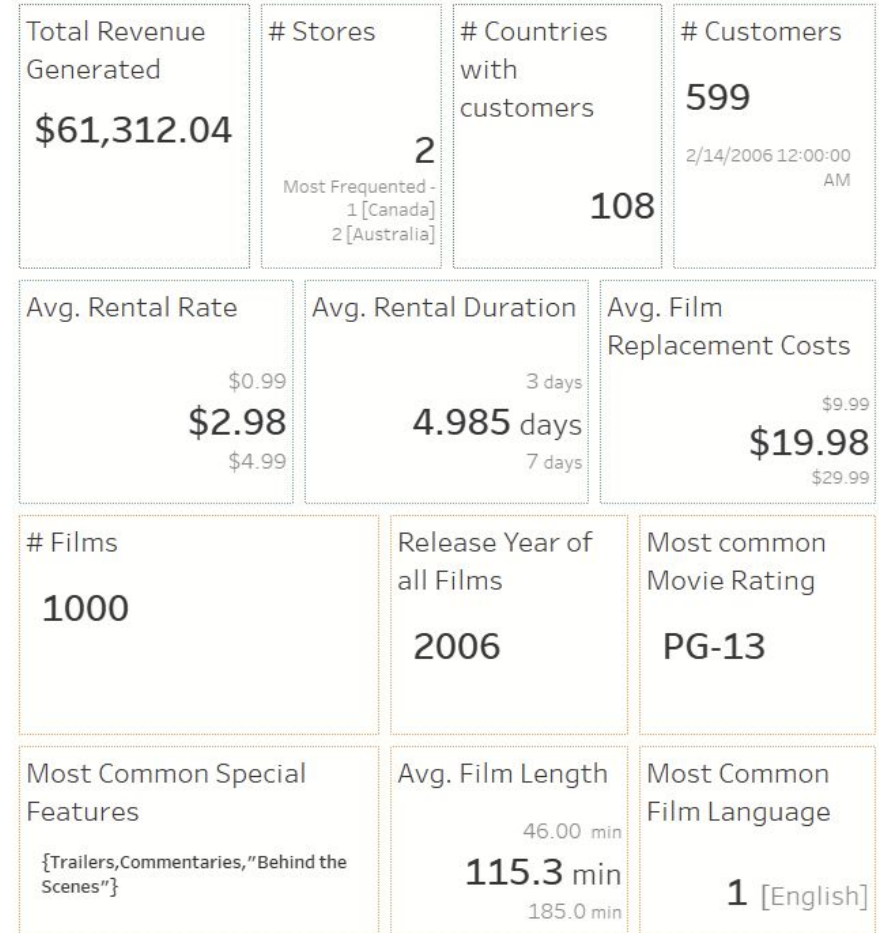 Total Revenue
Generated
$61,312.04
# Stores
2
Most Frequented -
1 [Canada]
2 [Australia]
# Countries
with
customers
108
# Customers
599
2/14/2006 12:00:00
AM
Avg. Rental Rate
$0.99
$2.98
$4.99
Avg. Rental Duration
3 days
4.985 days
7 days
Avg. Film
Replacement Costs
$9.99
$19.98
$29.99
# Films
1000
Release Year of
all Films
2006
Most common
Movie Rating
PG-13
Most Common Special
Features
{Trailers,Commentaries,"Behind the
Scenes"}
Avg. Film Length
46.00 min
115.3 min
185.0 min
Most Common
Film Language
1 [English]